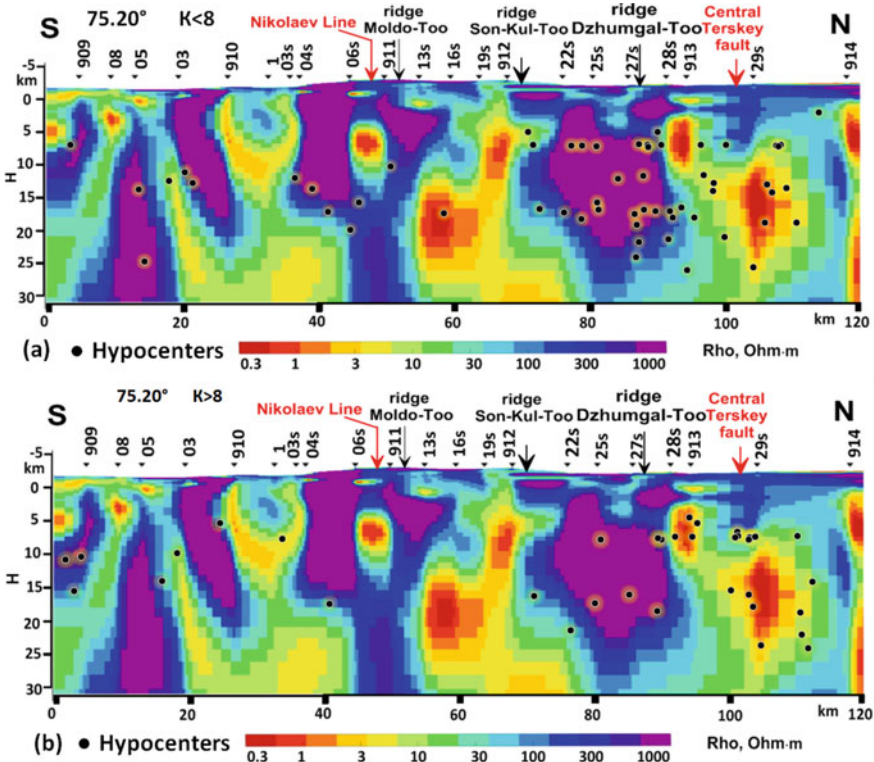 75.20° K<8
S
N
Nikolaev Line
ridge
Moldo-Too
ridge
Son-Kul-Too
ridge
Dzhumgal-Too
Central
Terskey
fault
909 08 05 03 910 1 03s 04s 06s 911 13s 16s 19s 912 22s 25s 27s 28s 913 29s 914
-5
km
0
5
10
H
15
20
25
30
0 20 40 60 80 100 km 120
(a) ● Hypocenters
Rho, Ohm·m
0.3 1 3 10 30 100 300 1000
75.20° K>8
S
N
Nikolaev Line
ridge
Moldo-Too
ridge
Son-Kul-Too
ridge
Dzhumgal-Too
Central
Terskey
fault
909 08 05 03 910 1 03s 04s 06s 911 13s 16s 19s 912 22s 25s 27s 28s 913 29s 914
-5
km
0
5
10
H
15
20
25
30
0 20 40 60 80 100 km 120
(b) ● Hypocenters
Rho, Ohm·m
0.3 1 3 10 30 100 300 1000